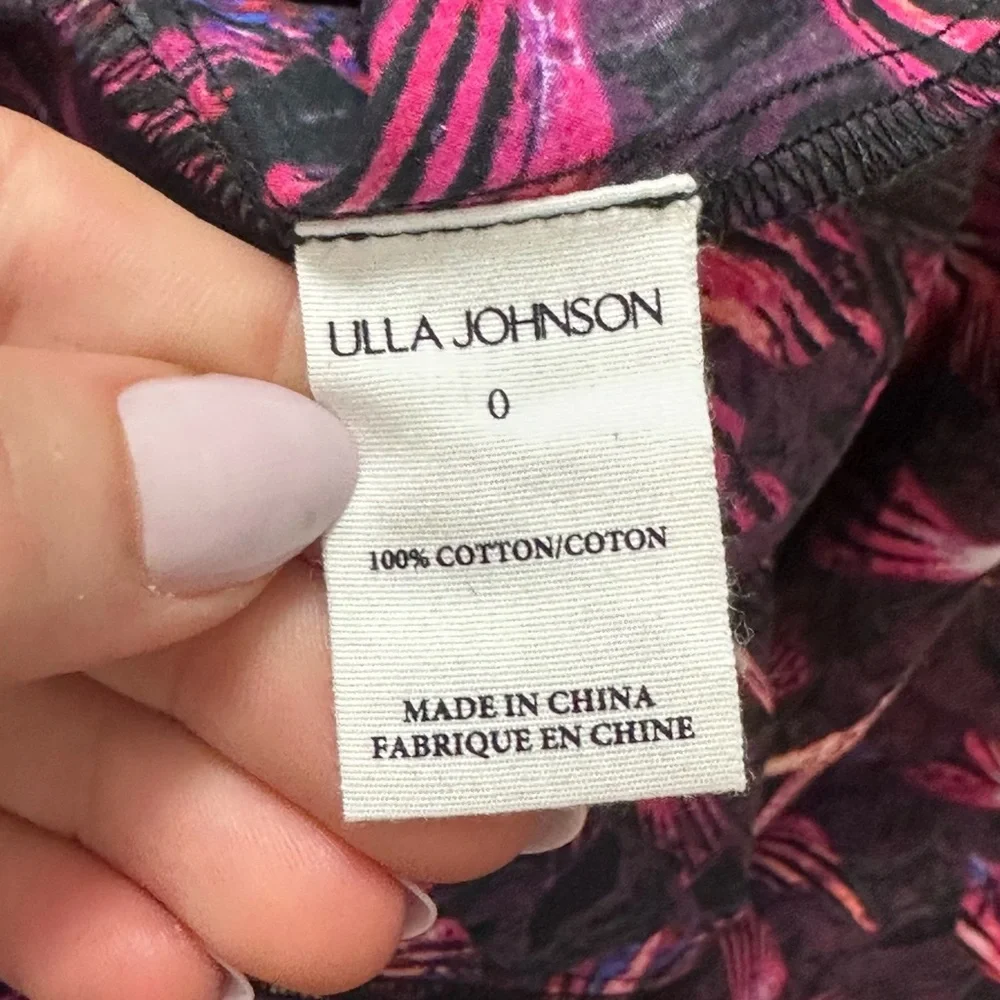 ULLA JOHNSON
0
100% COTTON/COTON
MADE IN CHINA
FABRIQUE EN CHINE